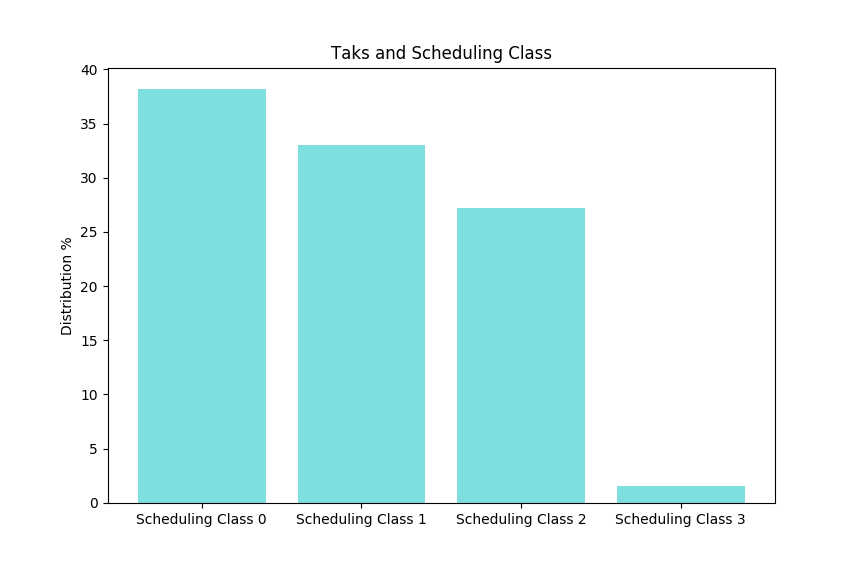 Taks and Scheduling Class
40
35
30
25
20
15
10
5
0
Distribution %
Scheduling Class 0
Scheduling Class 1
Scheduling Class 2
Scheduling Class 3